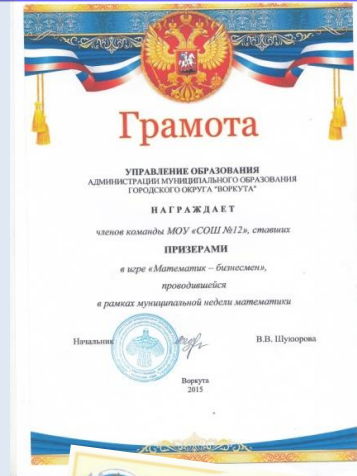 Грамота
УПРАВЛЕНИЕ ОБРАЗОВАНИЯ
АДМИНИСТРАЦИИ МУНИЦИПАЛЬНОГО ОБРАЗОВАНИЯ
ГОРОДСКОГО ОКРУГА "ВОРКУТА"
НАГРАЖДАЕТ
членов команды МОУ «СОШ №12», ставших
ПРИЗЕРАМИ
в игре «Математик – бизнесмен»,
проводившейся
в рамках муниципальной недели математики
Начальник В.В. Шукюрова
Воркута
2015